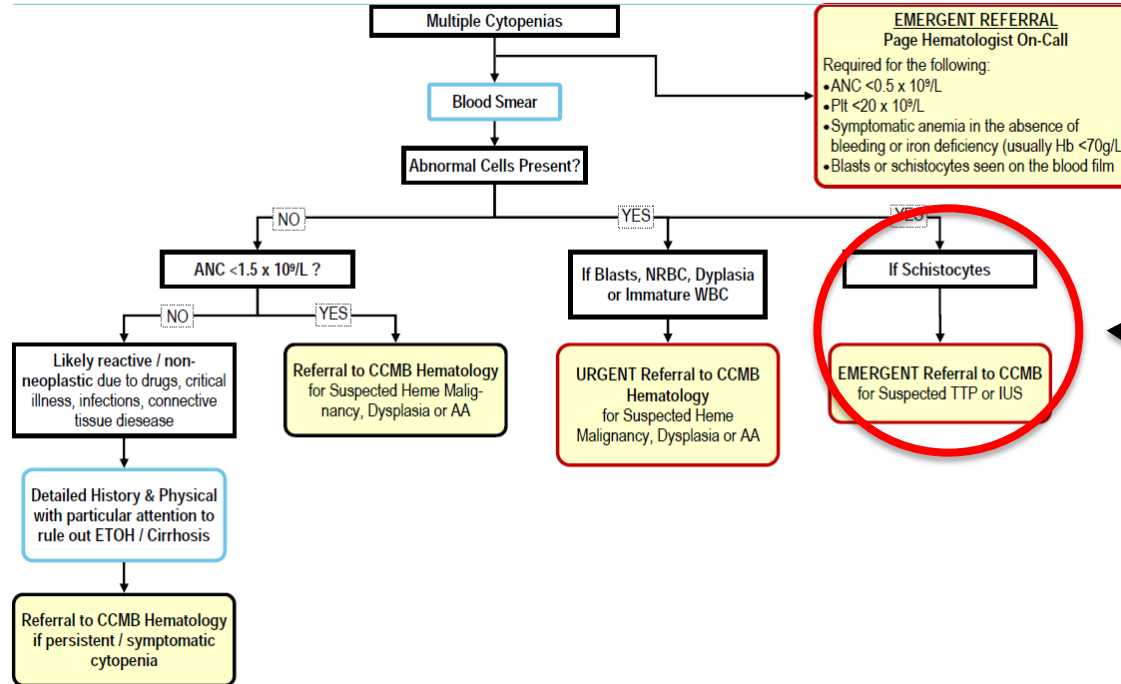 Multiple Cytopenias
EMERGENT REFERRAL
Page Hematologist On-Call
Required for the following:
•ANC <0.5 x 10⁹/L
•Plt <20 x 10⁹/L
•Symptomatic anemia in the absence of
bleeding or iron deficiency (usually Hb <70g/L
•Blasts or schistocytes seen on the blood film
Blood Smear
Abnormal Cells Present?
NO
YES
YES
ANC <1.5 x 10⁹/L ?
If Blasts, NRBC, Dyplasia
or Immature WBC
If Schistocytes
NO
YES
Likely reactive / non-
neoplastic due to drugs, critical
illness, infections, connective
tissue diesease
Referral to CCMB Hematology
for Suspected Heme Malig-
nancy, Dysplasia or AA
URGENT Referral to CCMB
Hematology
for Suspected Heme
Malignancy, Dysplasia or AA
EMERGENT Referral to CCMB
for Suspected TTP or IUS
Detailed History & Physical
with particular attention to
rule out ETOH / Cirrhosis
Referral to CCMB Hematology
if persistent / symptomatic
cytopenia